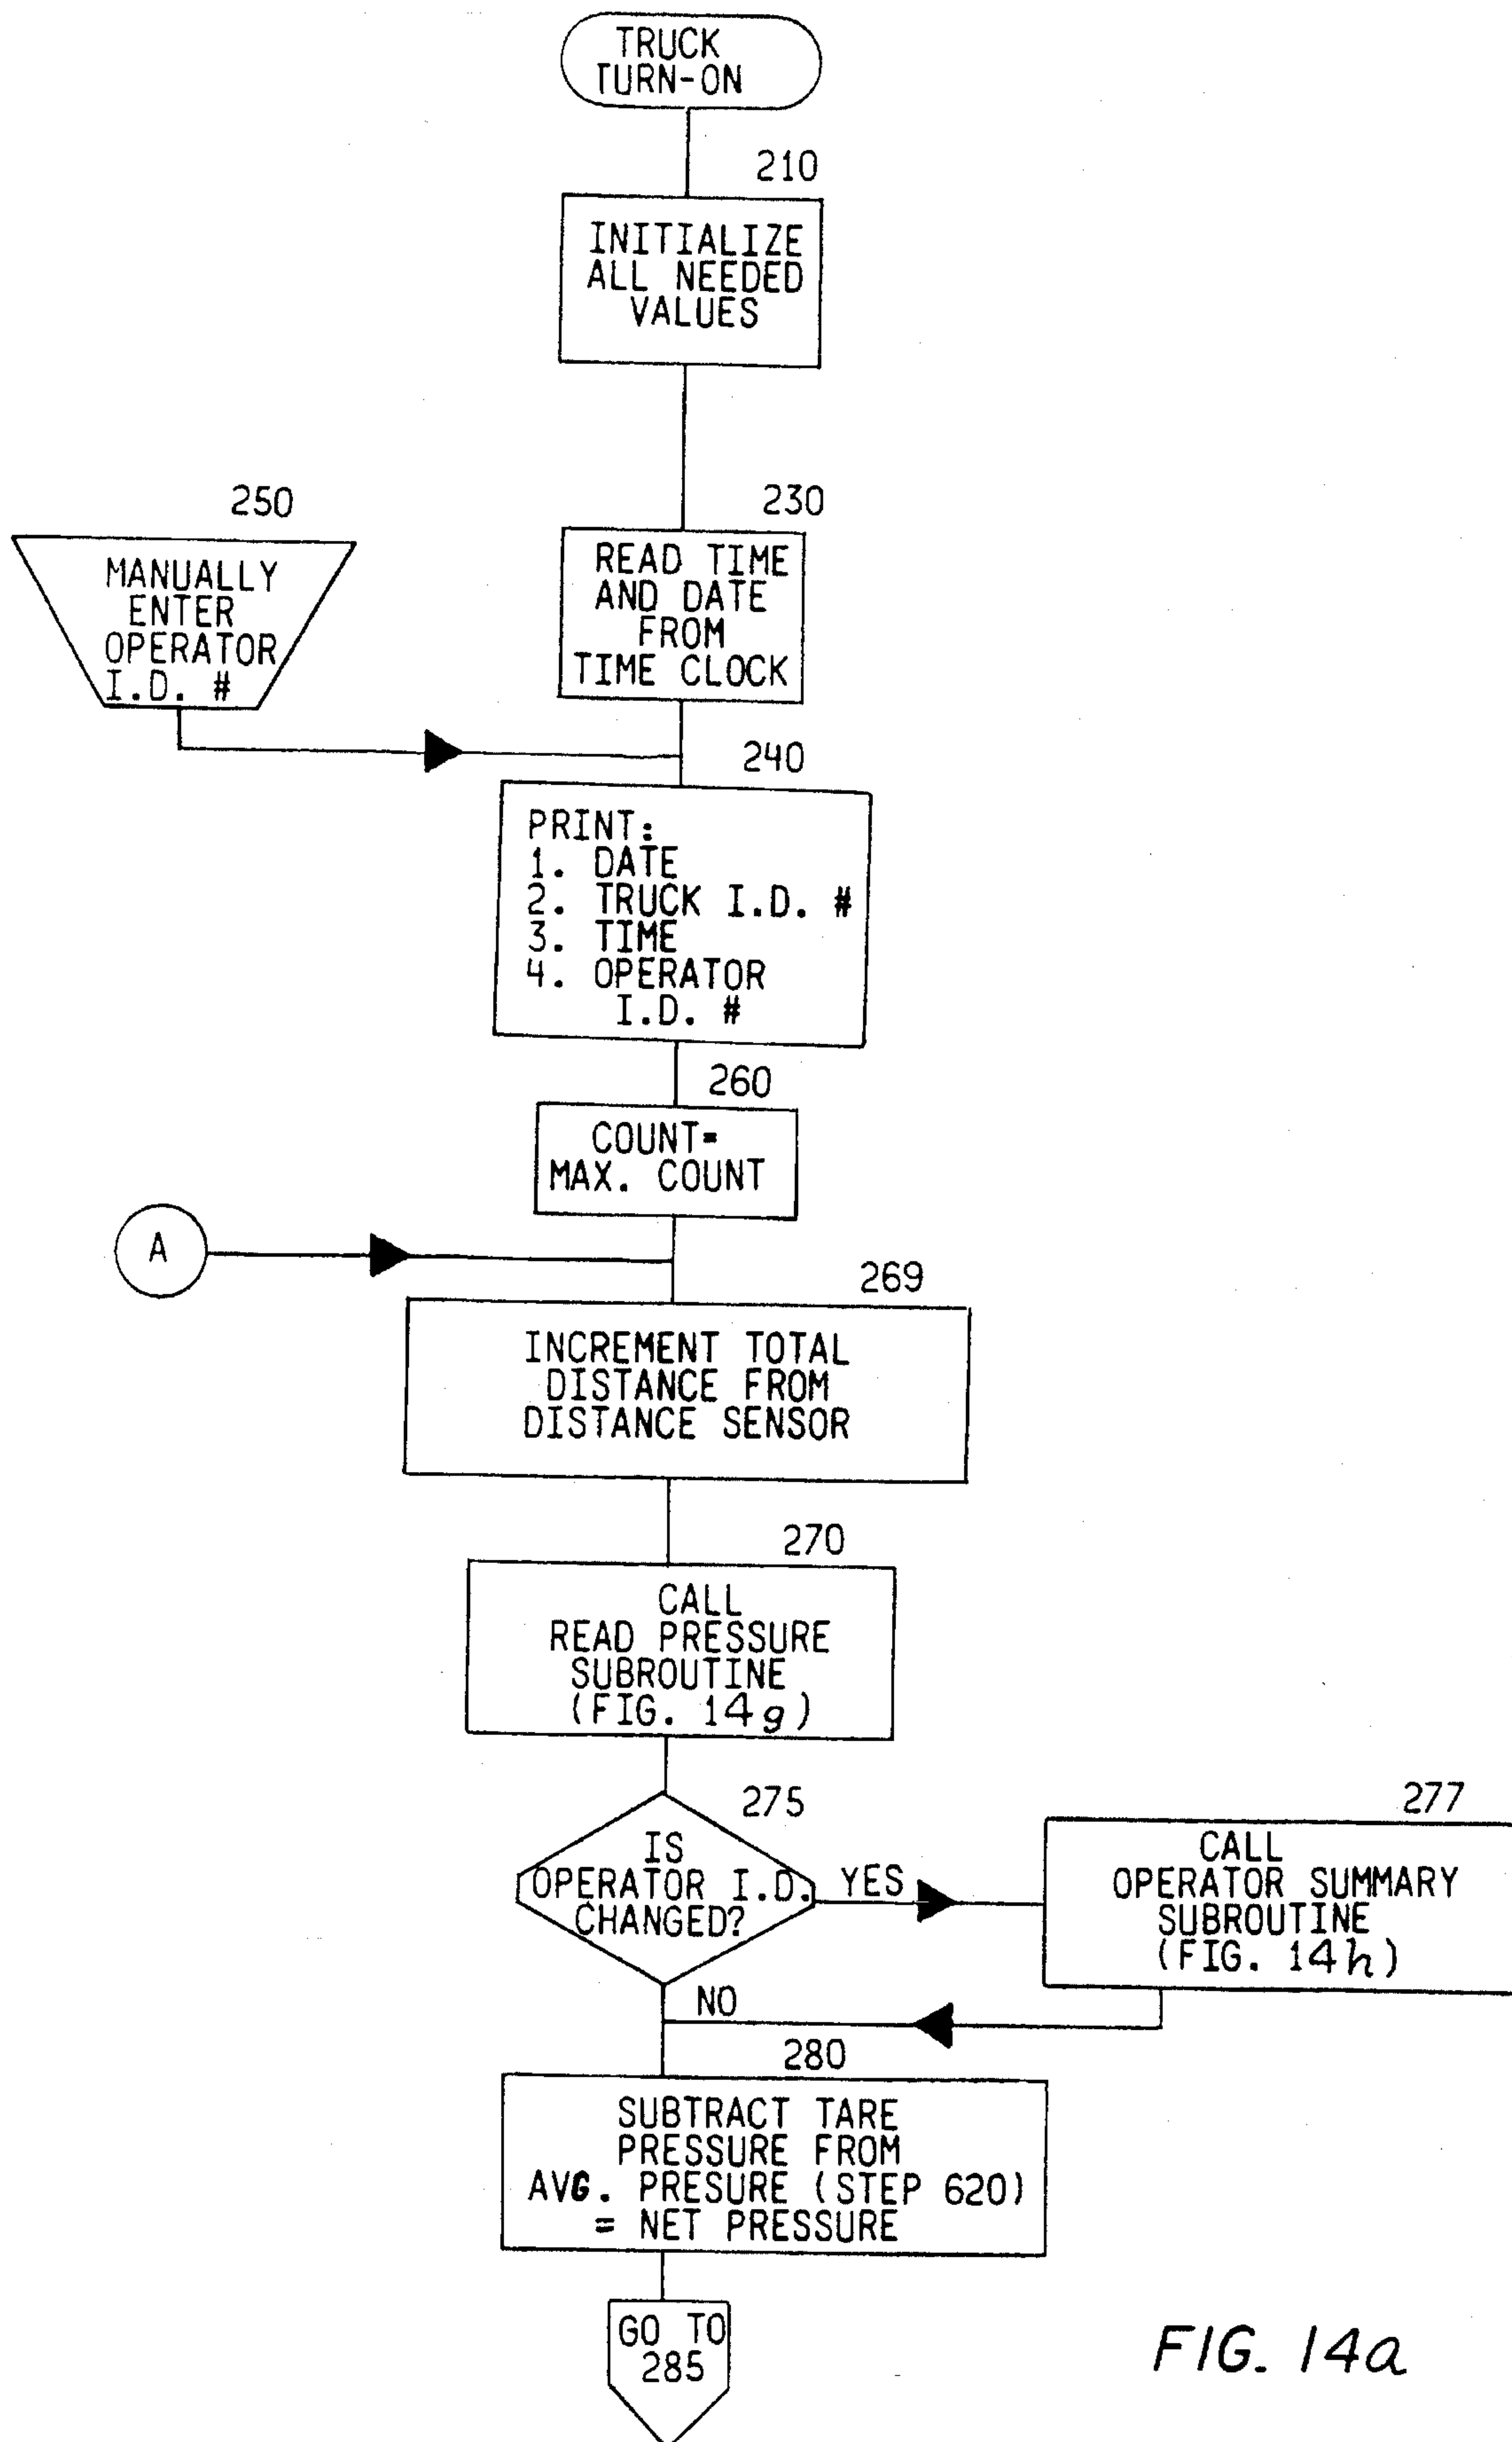 TRUCK
TURN-ON
210
INITIALIZE
ALL NEEDED
VALUES
250
MANUALLY
ENTER
OPERATOR
I.D. #
230
READ TIME
AND DATE
FROM
TIME CLOCK
240
PRINT:
1. DATE
2. TRUCK I.D. #
3. TIME
4. OPERATOR
I.D. #
260
COUNT=
MAX. COUNT
A
269
INCREMENT TOTAL
DISTANCE FROM
DISTANCE SENSOR
270
CALL
READ PRESSURE
SUBROUTINE
(FIG. 14g)
275
IS
OPERATOR I.D.
CHANGED?
YES
277
CALL
OPERATOR SUMMARY
SUBROUTINE
(FIG. 14h)
NO
280
SUBTRACT TARE
PRESSURE FROM
AVG. PRESURE (STEP 620)
= NET PRESSURE
GO TO
285
FIG. 14a